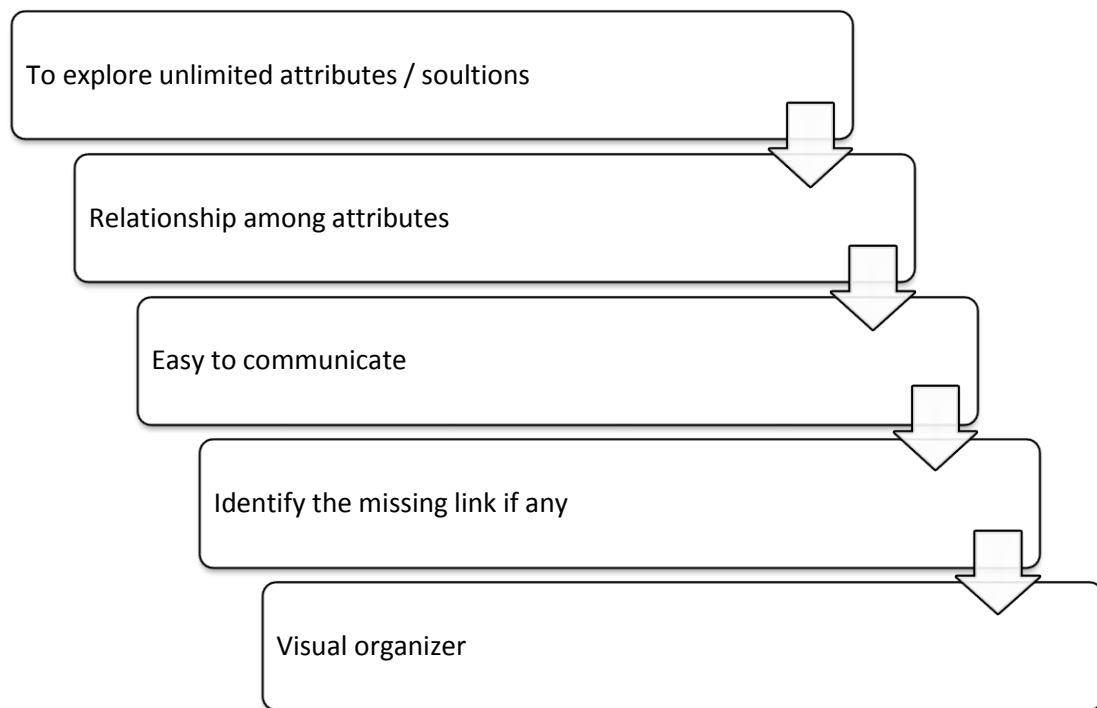 To explore unlimited attributes / soultions
Relationship among attributes
Easy to communicate
Identify the missing link if any
Visual organizer